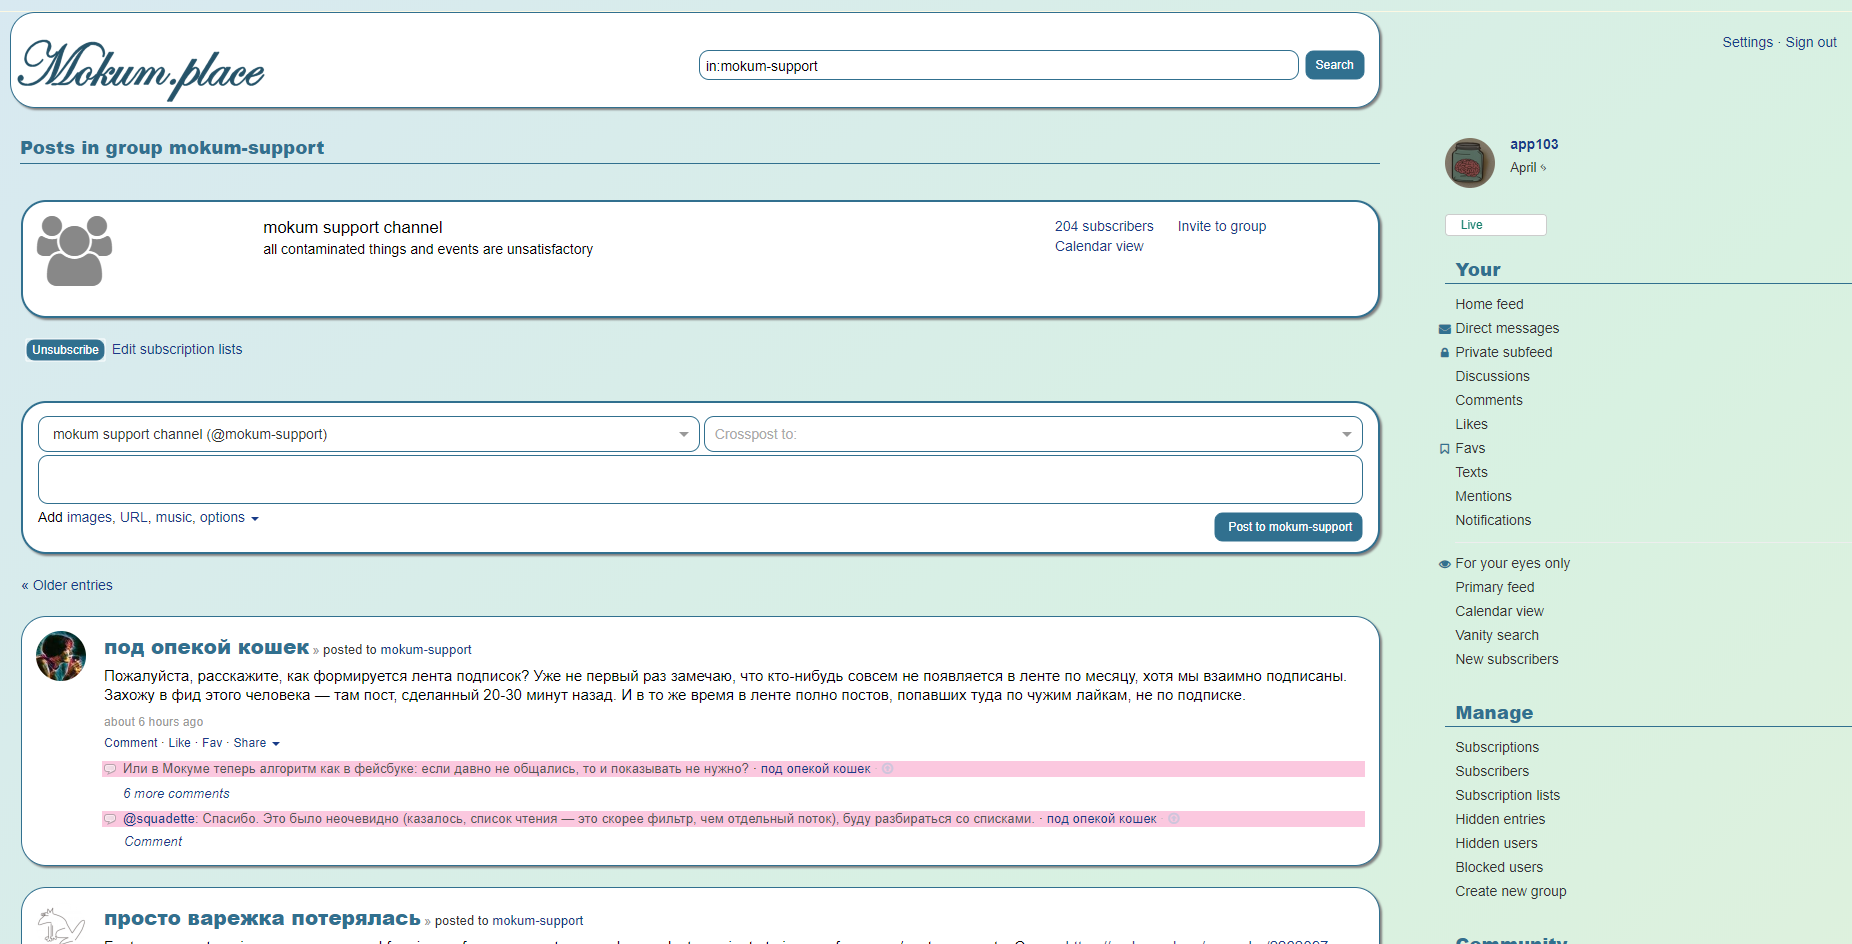 Mokum.place
in:mokum-support
Search
Settings · Sign out
Posts in group mokum-support
mokum support channel
all contaminated things and events are unsatisfactory
204 subscribers
Invite to group
Calendar view
Unsubscribe
Edit subscription lists
mokum support channel (@mokum-support)
Crosspost to:
Add images, URL, music, options
Post to mokum-support
« Older entries
под опекой кошек » posted to mokum-support
Пожалуйста, расскажите, как формируется лента подписок? Уже не первый раз замечаю, что кто-нибудь совсем не появляется в ленте по месяцу, хотя мы взаимно подписаны.
Захожу в фид этого человека — там пост, сделанный 20-30 минут назад. И в то же время в ленте полно постов, попавших туда по чужим лайкам, не по подписке.
about 6 hours ago
Comment · Like · Fav · Share
Или в Мокуме теперь алгоритм как в фейсбуке: если давно не общались, то и показывать не нужно? · под опекой кошек
6 more comments
@squadette: Спасибо. Это было неочевидно (казалось, список чтения — это скорее фильтр, чем отдельный поток), буду разбираться со списками. · под опекой кошек
Comment
просто варежка потерялась » posted to mokum-support
app103
April
Live
Your
Home feed
Direct messages
Private subfeed
Discussions
Comments
Likes
Favs
Texts
Mentions
Notifications
For your eyes only
Primary feed
Calendar view
Vanity search
New subscribers
Manage
Subscriptions
Subscribers
Subscription lists
Hidden entries
Hidden users
Blocked users
Create new group
Community